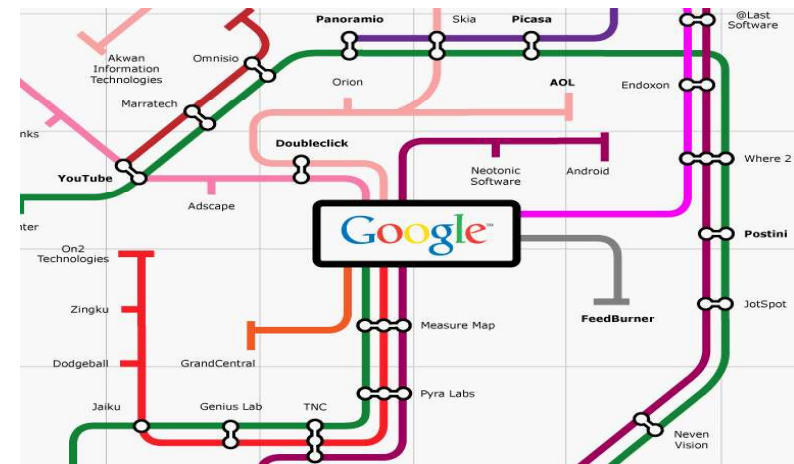 @Last
Software
Panoramio
Skia
Picasa
Akwan
Information
Technologies
Omnisio
Orion
AOL
Endoxon
Marratech
nks
Doubleclick
Where 2
YouTube
Neotonic
Software
Android
Adscape
nter
Google™
Postini
On2
Technologies
Zingku
JotSpot
FeedBurner
Measure Map
Dodgeball
GrandCentral
Pyra Labs
Jaiku
Genius Lab
TNC
Neven
Vision